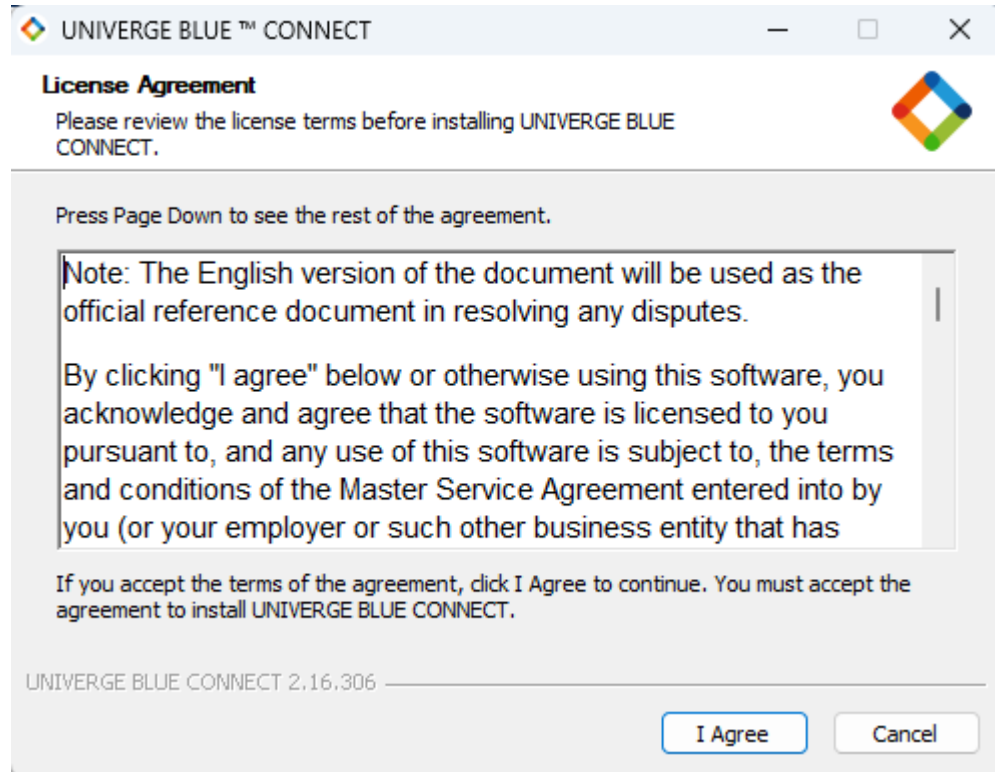 UNIVERGE BLUE ™ CONNECT
License Agreement
Please review the license terms before installing UNIVERGE BLUE
CONNECT.
Press Page Down to see the rest of the agreement.
Note: The English version of the document will be used as the
official reference document in resolving any disputes.
By clicking "I agree" below or otherwise using this software, you
acknowledge and agree that the software is licensed to you
pursuant to, and any use of this software is subject to, the terms
and conditions of the Master Service Agreement entered into by
you (or your employer or such other business entity that has
If you accept the terms of the agreement, click I Agree to continue. You must accept the
agreement to install UNIVERGE BLUE CONNECT.
UNIVERGE BLUE CONNECT 2.16.306
I Agree
Cancel